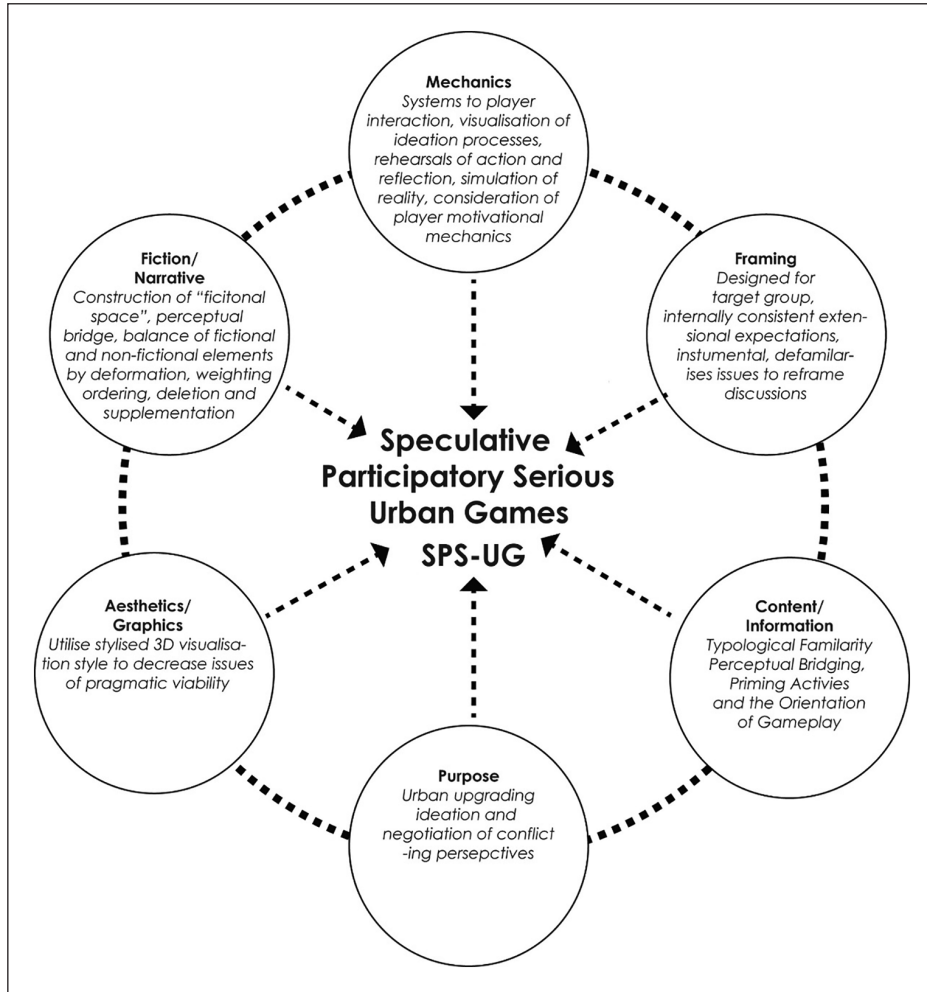 Mechanics
Systems to player
interaction, visualisation of
ideation processes,
rehearsals of action and
reflection, simulation of
reality, consideration of
player motivational
mechanics
Fiction/
Narrative
Construction of “ficitonal
space”, perceptual
bridge, balance of fictional
and non-fictional elements
by deformation, weighting
ordering, deletion and
supplementation
Framing
Designed for
target group,
internally consistent exten-
sional expectations,
instumental, defamilar-
ises issues to reframe
discussions
Speculative
Participatory Serious
Urban Games
SPS-UG
Aesthetics/
Graphics
Utilise stylised 3D visualisa-
tion style to decrease issues
of pragmatic viability
Content/
Information
Typological Familarity
Perceptual Bridging,
Priming Activies
and the Orientation
of Gameplay
Purpose
Urban upgrading
ideation and
negotiation of conflict
-ing persepctives